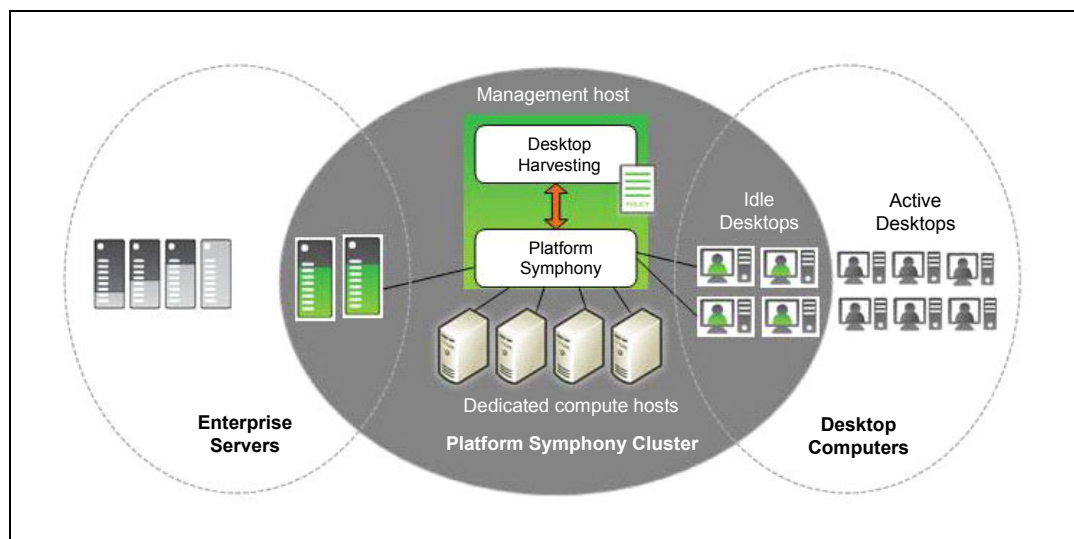 Management host
Desktop
Harvesting
POLICY
Platform
Symphony
Idle
Desktops
Active
Desktops
Dedicated compute hosts
Enterprise
Servers
Platform Symphony Cluster
Desktop
Computers